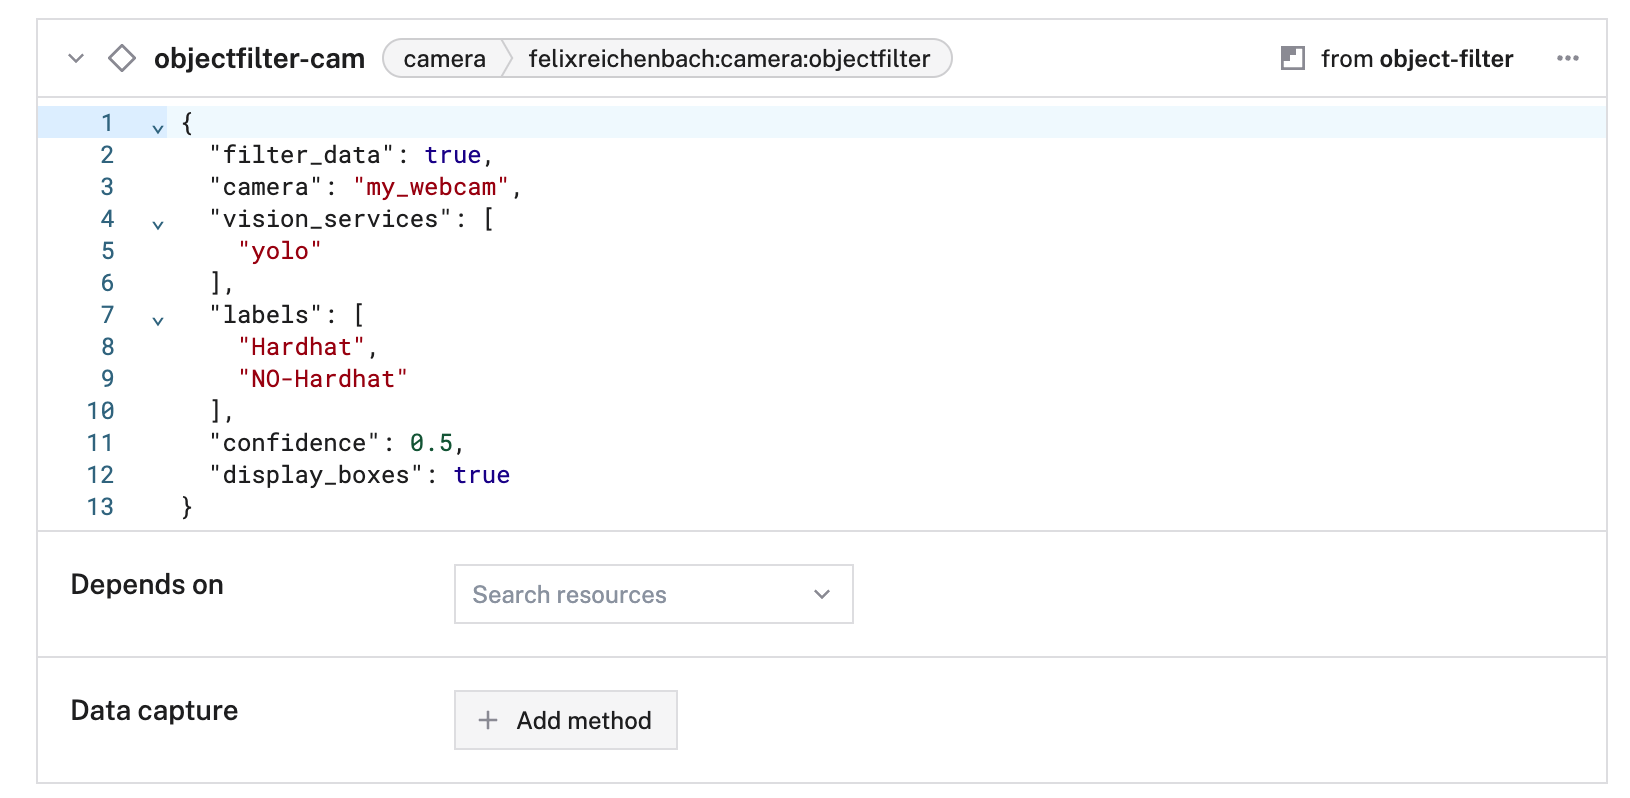 objectfilter-cam camera felixreichenbach:camera:objectfilter from object-filter
1 {
2 "filter_data": true,
3 "camera": "my_webcam",
4 "vision_services": [
5 "yolo"
6 ],
7 "labels": [
8 "Hardhat",
9 "NO-Hardhat"
10 ],
11 "confidence": 0.5,
12 "display_boxes": true
13 }
Depends on Search resources
Data capture + Add method